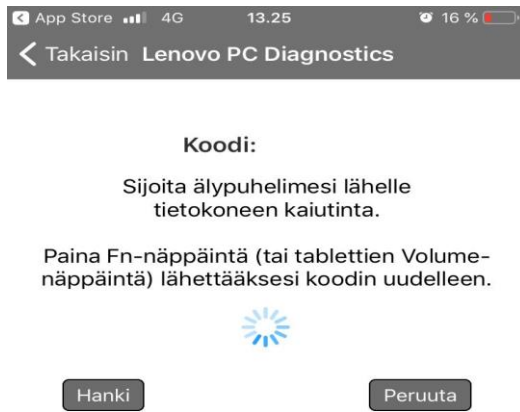 App Store 4G 13.25 16 %
Takaisin Lenovo PC Diagnostics
Koodi:
Sijoita älypuhelimesi lähelle
tietokoneen kaiutinta.
Paina Fn-näppäintä (tai tablettien Volume-
näppäintä) lähettääksesi koodin uudelleen.
Hanki Peruuta